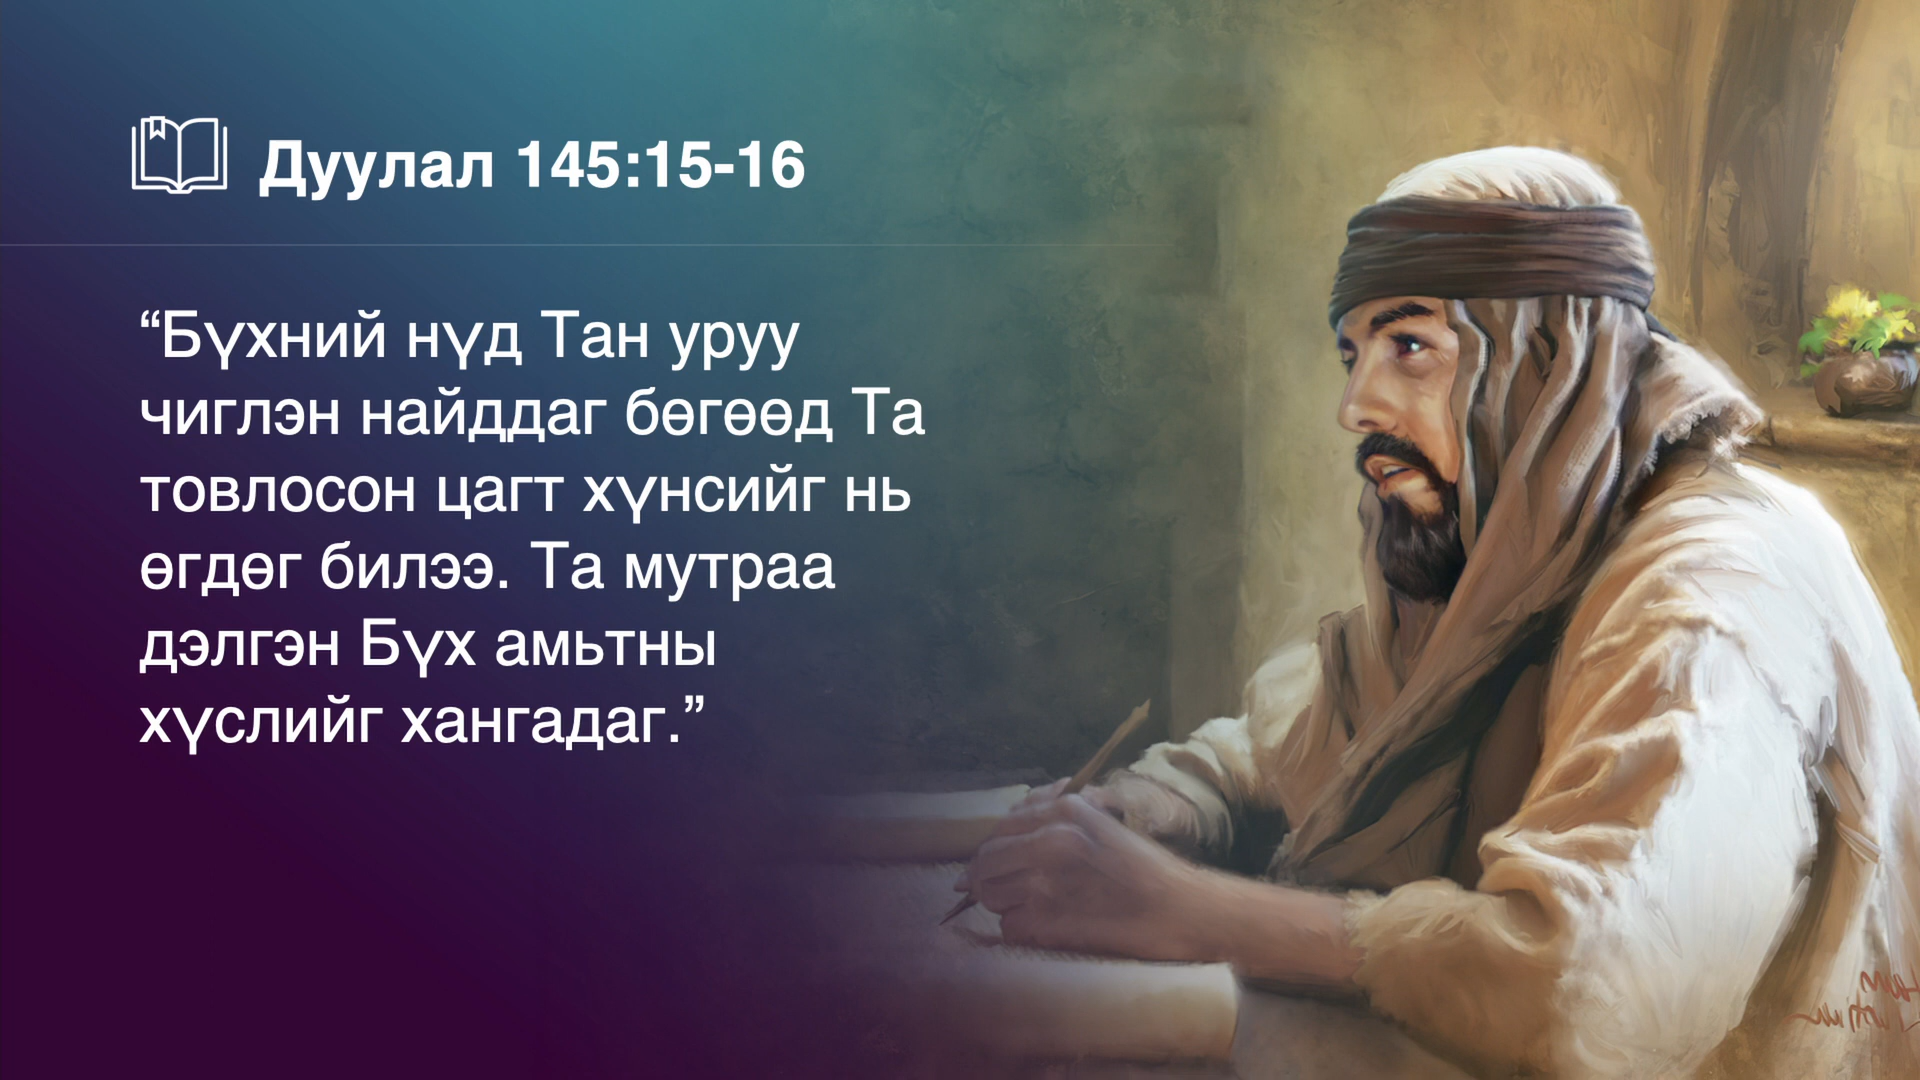 Дуулал 145:15-16
“Бүхний нүд Тан уруу
чиглэн найддаг бөгөөд Та
товлосон цагт хүнсийг нь
өгдөг билээ. Та мутраа
дэлгэн Бүх амьтны
хүслийг хангадаг.”